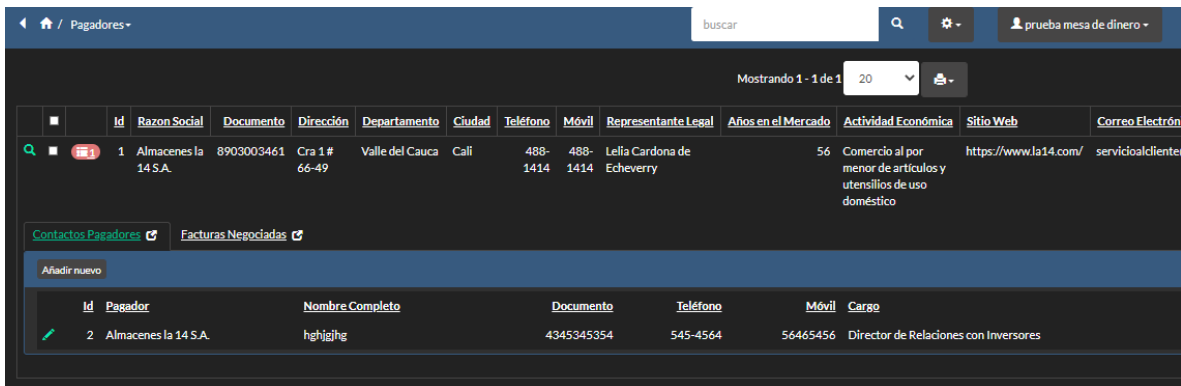 / Pagadores
buscar
prueba mesa de dinero
Mostrando 1 - 1 de 1 20
Id Razon Social Documento Dirección Departamento Ciudad Teléfono Móvil Representante Legal Años en el Mercado Actividad Económica Sitio Web Correo Electrón
1 1 Almacenes la 8903003461 Cra 1 # Valle del Cauca Cali 488- 488- Lelia Cardona de 56 Comercio al por https://www.la14.com/ servicioalcliente
14 S.A. 66-49 1414 1414 Echeverry menor de artículos y
utensilios de uso
doméstico
Contactos Pagadores Facturas Negociadas
Añadir nuevo
Id Pagador Nombre Completo Documento Teléfono Móvil Cargo
2 Almacenes la 14 S.A. hghjgjhg 4345345354 545-4564 56465456 Director de Relaciones con Inversores